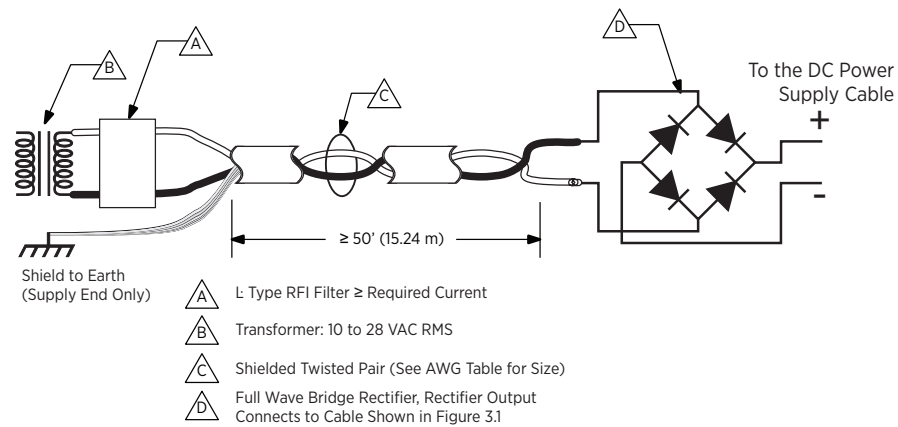 D
A
To the DC Power
Supply Cable
B
C
+
-
≥ 50' (15.24 m)
Shield to Earth
(Supply End Only)
A L· Type RFI Filter ≥ Required Current
B Transformer: 10 to 28 VAC RMS
C Shielded Twisted Pair (See AWG Table for Size)
D Full Wave Bridge Rectifier, Rectifier Output
Connects to Cable Shown in Figure 3.1